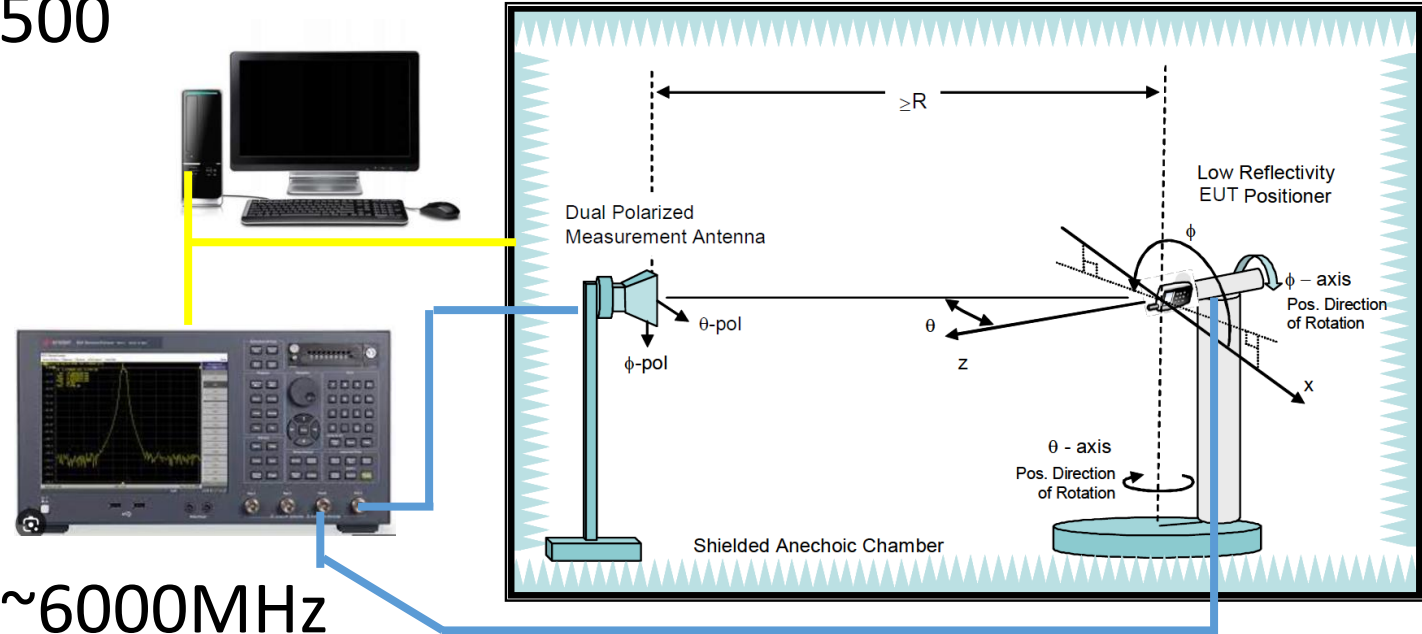 500
≥R
Low Reflectivity
EUT Positioner
Dual Polarized
Measurement Antenna
ϕ
ϕ – axis
Pos. Direction
of Rotation
θ-pol
θ
ϕ-pol
z
x
θ - axis
Pos. Direction
of Rotation
Shielded Anechoic Chamber
~6000MHz